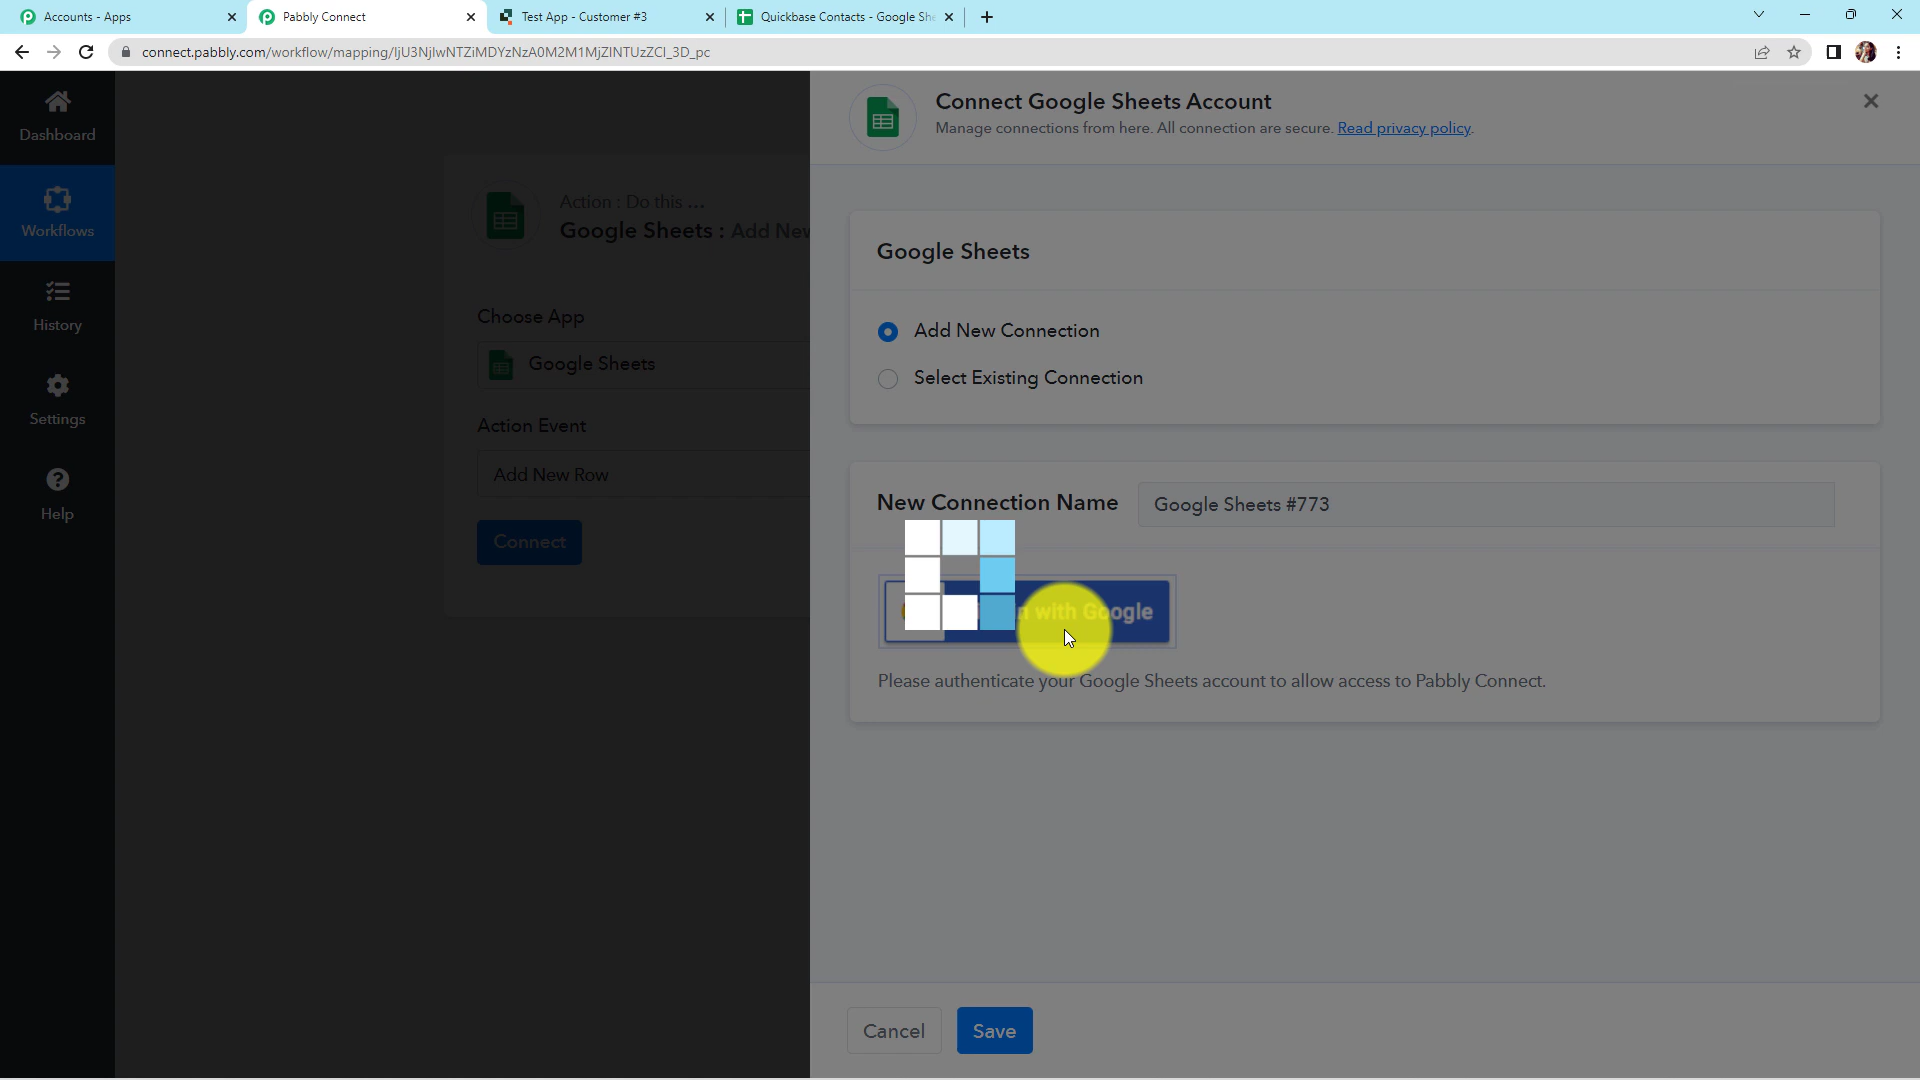 Accounts - Apps
Pabbly Connect
Test App - Customer #3
Quickbase Contacts - Google She
connect.pabbly.com/workflow/mapping/IjU3NjIwNTZiMDYzNzA0M2M1MjZlNTUzZCI_3D_pc
Dashboard
Workflows
History
Settings
Help
Action : Do this ...
Google Sheets : Add New
Choose App
Google Sheets
Action Event
Add New Row
Connect
Connect Google Sheets Account
Manage connections from here. All connection are secure. Read privacy policy.
Google Sheets
Add New Connection
Select Existing Connection
New Connection Name
Google Sheets #773
with Google
Please authenticate your Google Sheets account to allow access to Pabbly Connect.
Cancel
Save